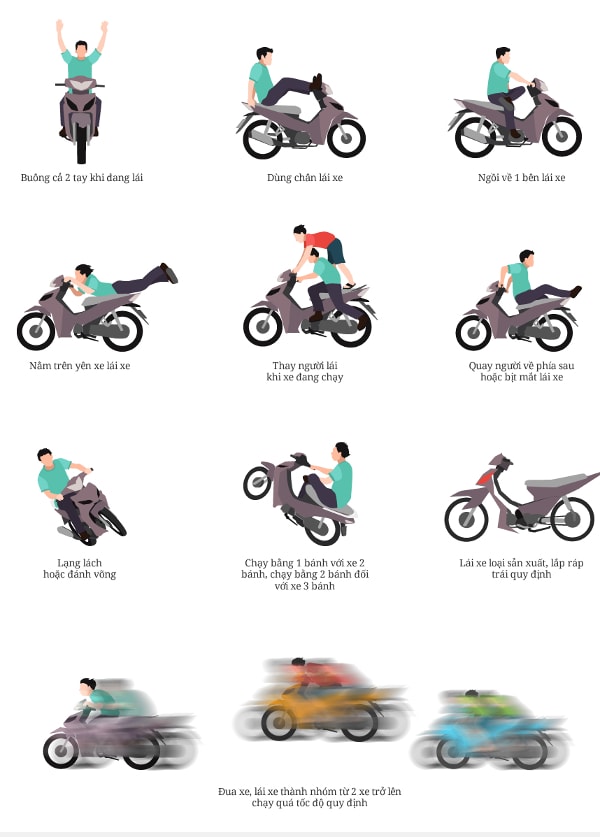 Buông cả 2 tay khi đang lái
Dùng chân lái xe
Ngồi về 1 bên lái xe
Nằm trên yên xe lái xe
Thay người lái
khi xe đang chạy
Quay người về phía sau
hoặc bịt mắt lái xe
Lạng lách
hoặc đánh võng
Chạy bằng 1 bánh với xe 2
bánh, chạy bằng 2 bánh đối
với xe 3 bánh
Lái xe loại sản xuất, lắp ráp
trái quy định
Đua xe, lái xe thành nhóm từ 2 xe trở lên
chạy quá tốc độ quy định